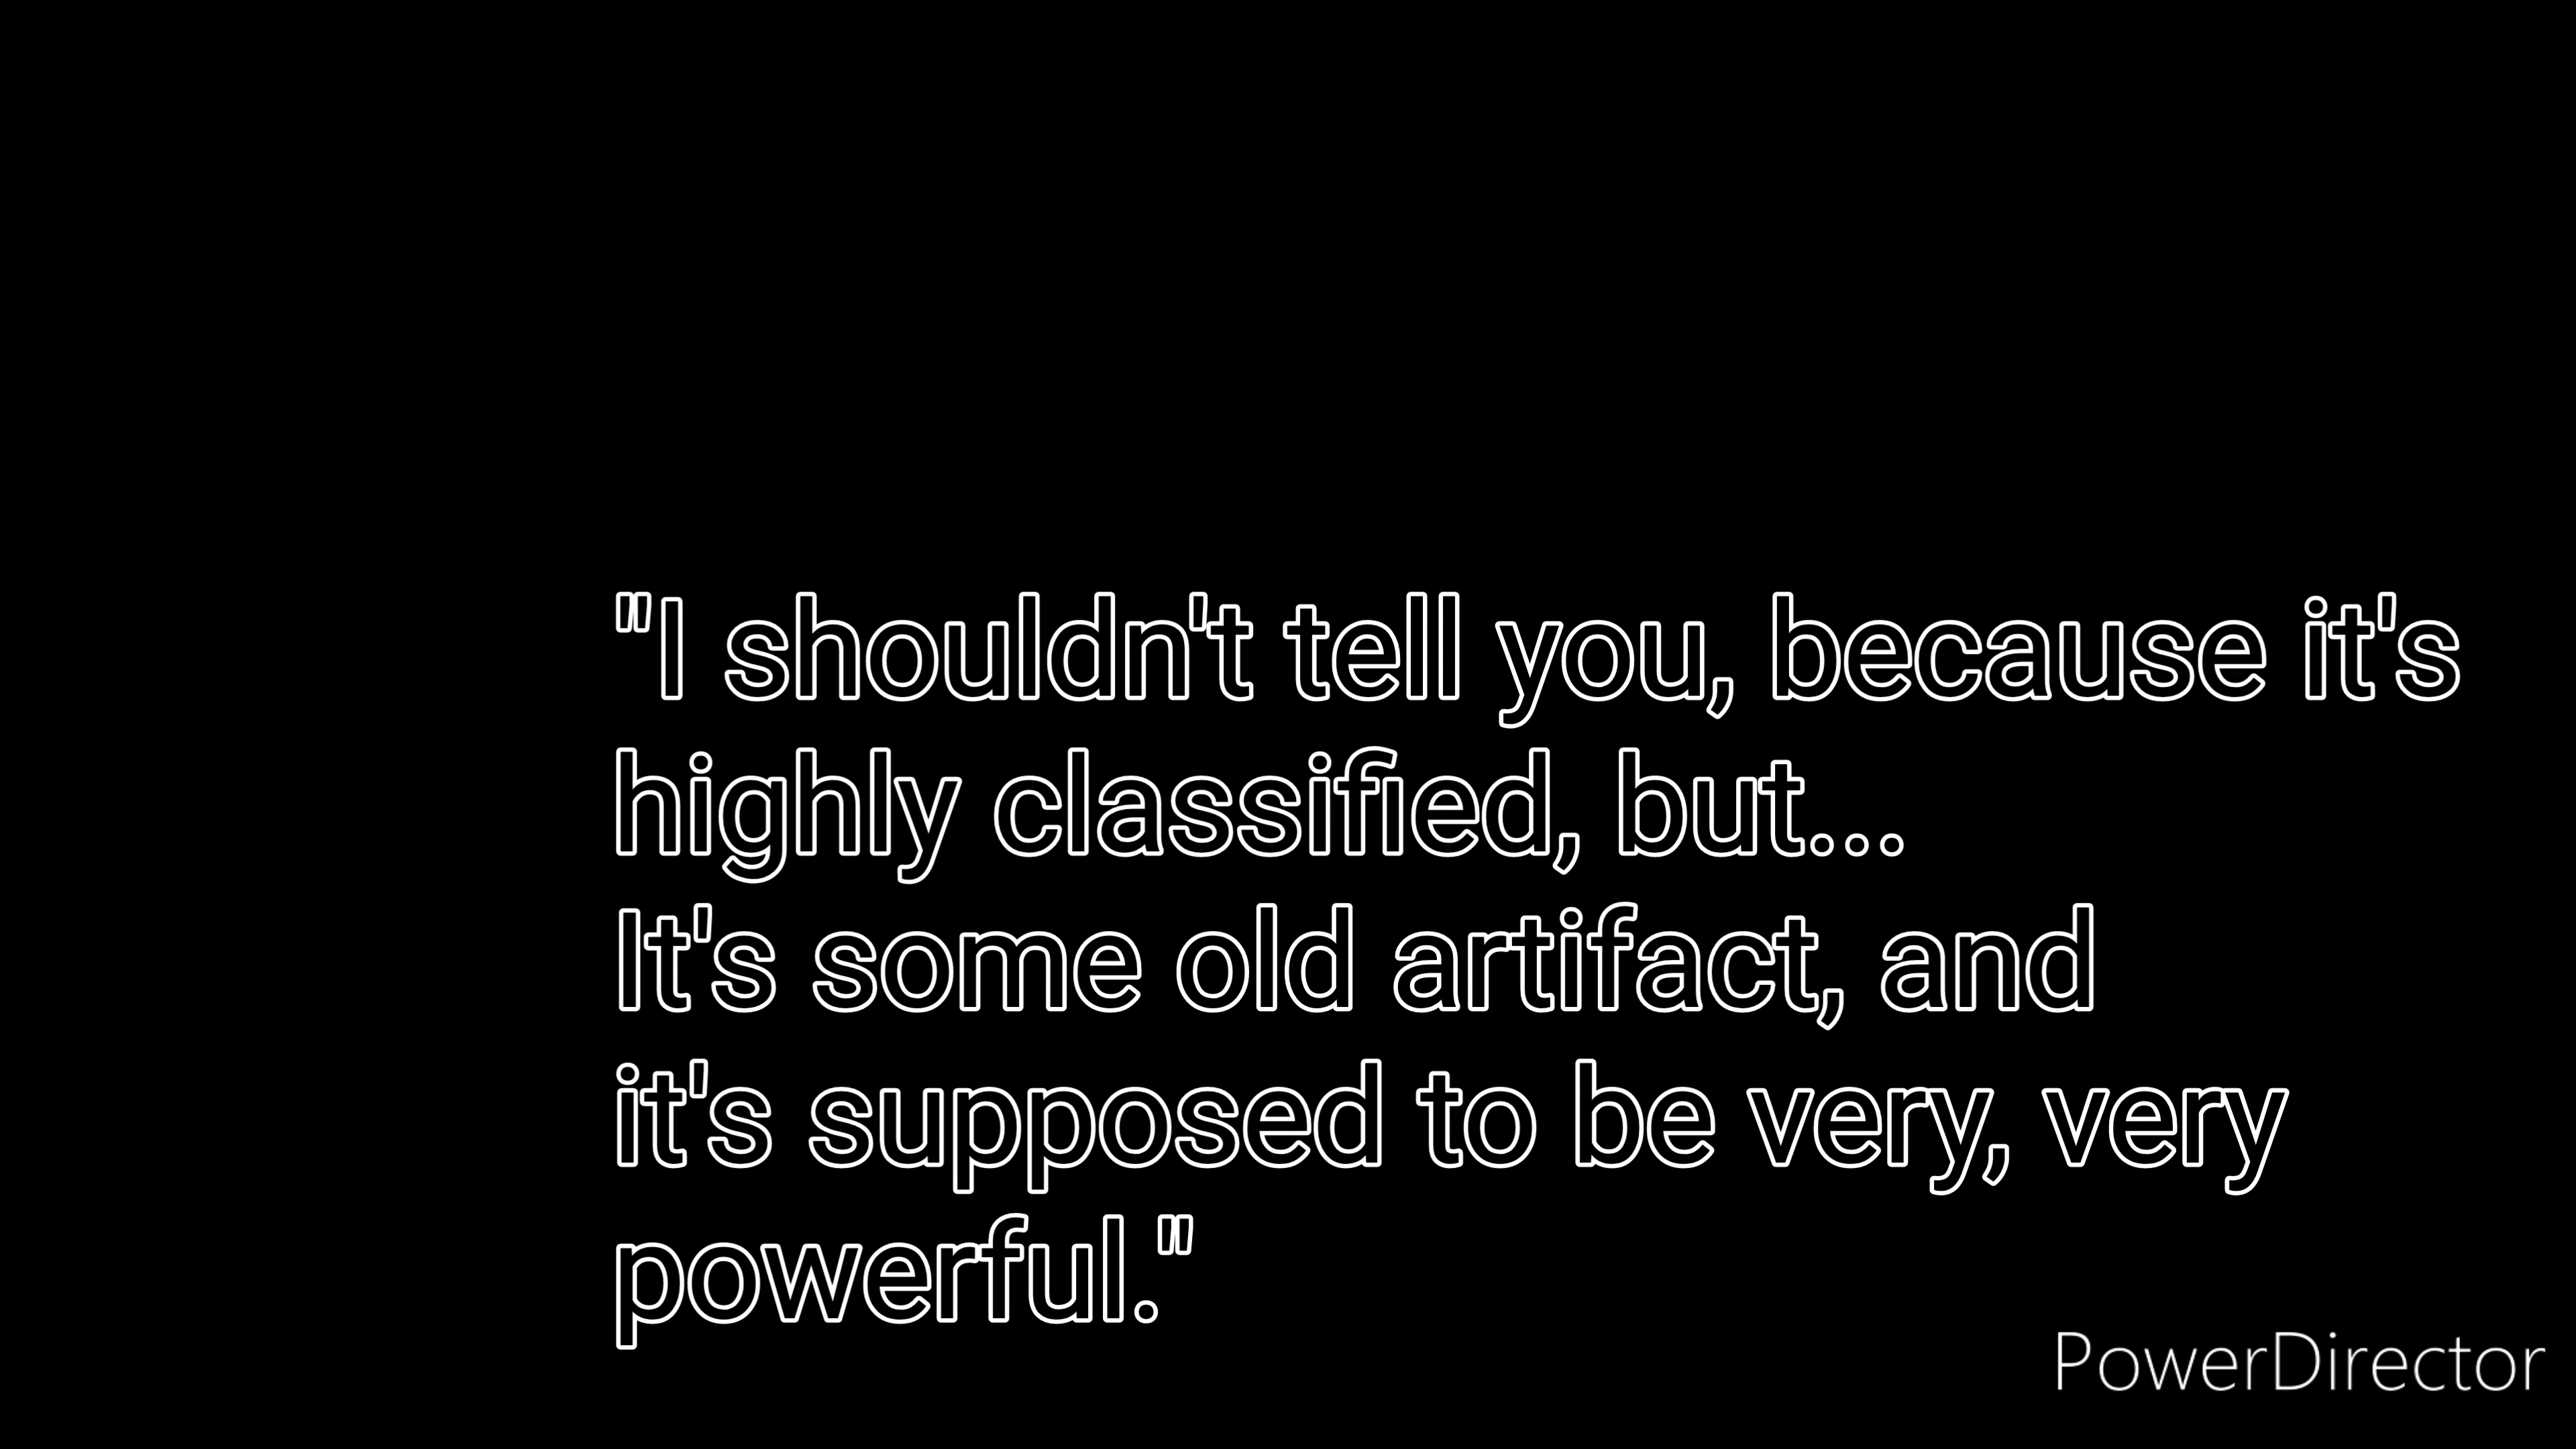 "I shouldn't tell you, because it's
highly classified, but...
It's some old artifact, and
it's supposed to be very, very
powerful."
PowerDirector